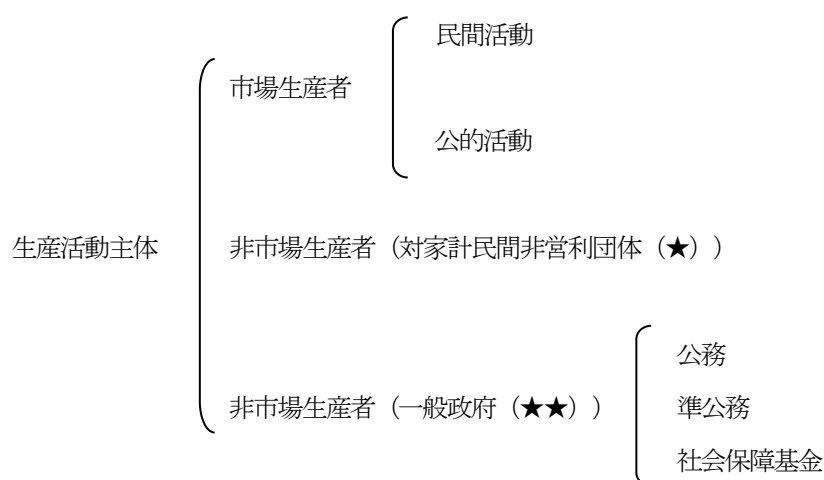 民間活動
市場生産者
公的活動
生産活動主体
非市場生産者（対家計民間非営利団体（★））
公務
非市場生産者（一般政府（★★））
準公務
社会保障基金